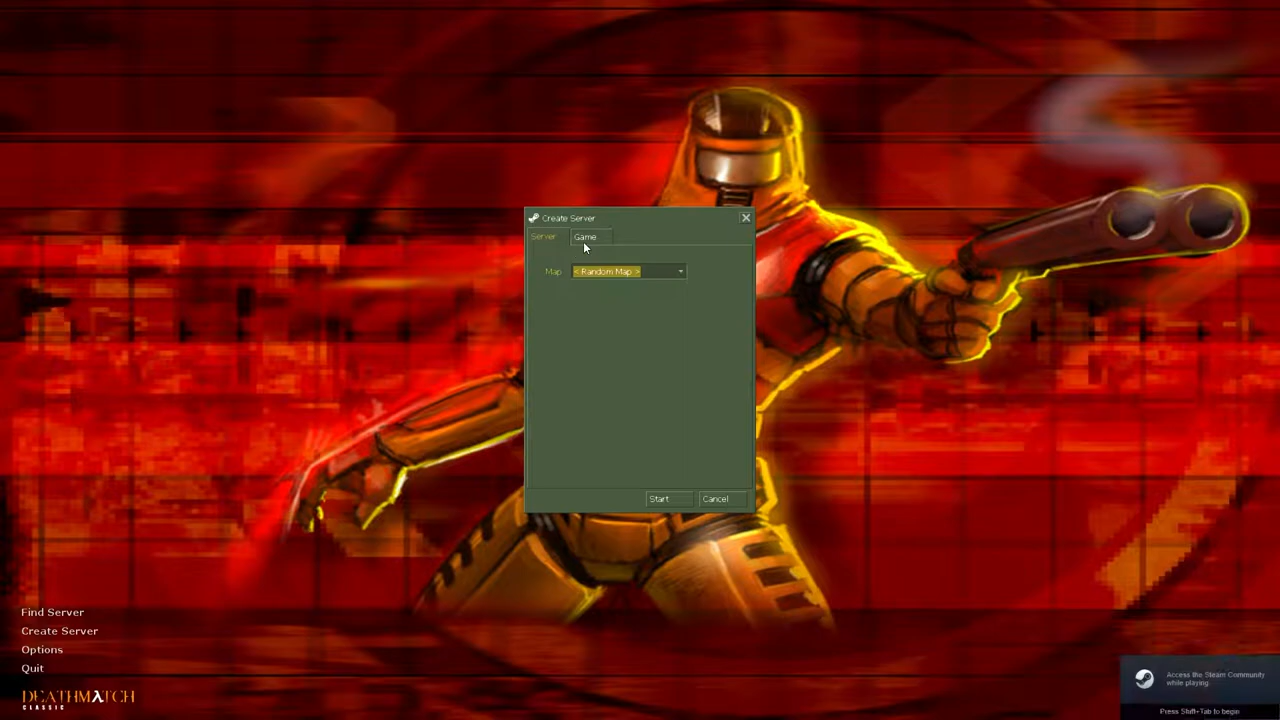 Create Server
Server
Game
Map
< Random Map >
Start
Cancel
Find Server
Create Server
Options
Quit
DEATHMλTCH
CLASSIC
Access the Steam Community
while playing.
Press Shift+Tab to begin